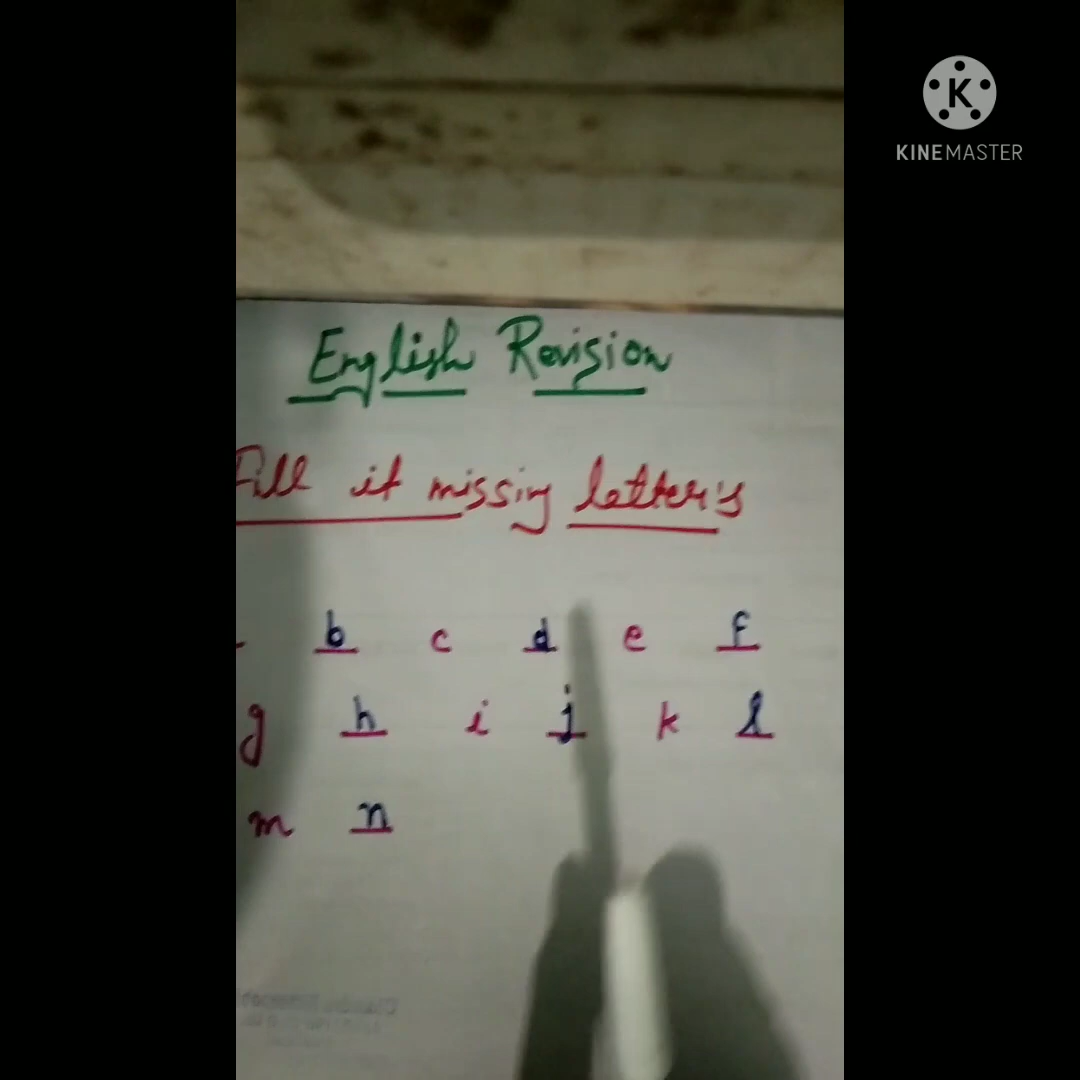 K
KINEMASTER
English Revision
Fill it missing letter's
b c d e f
g h i j k l
m n